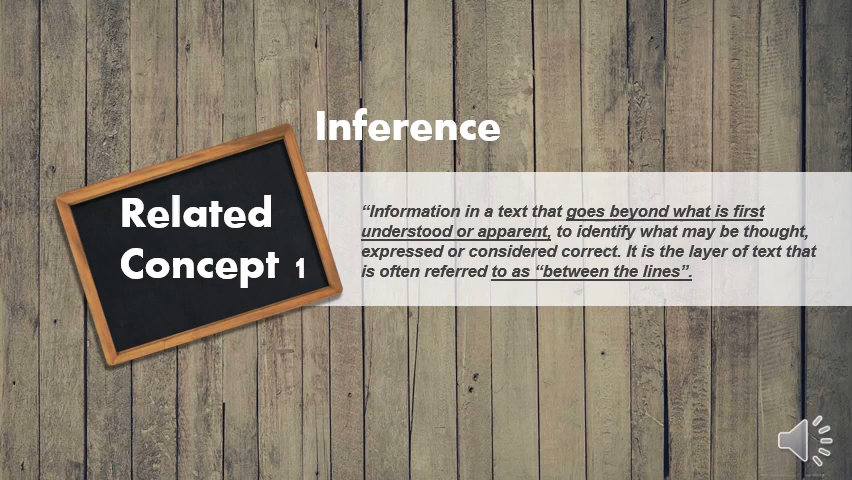 Inference
Related
Concept 1
“Information in a text that goes beyond what is first
understood or apparent, to identify what may be thought,
expressed or considered correct. It is the layer of text that
is often referred to as “between the lines”.